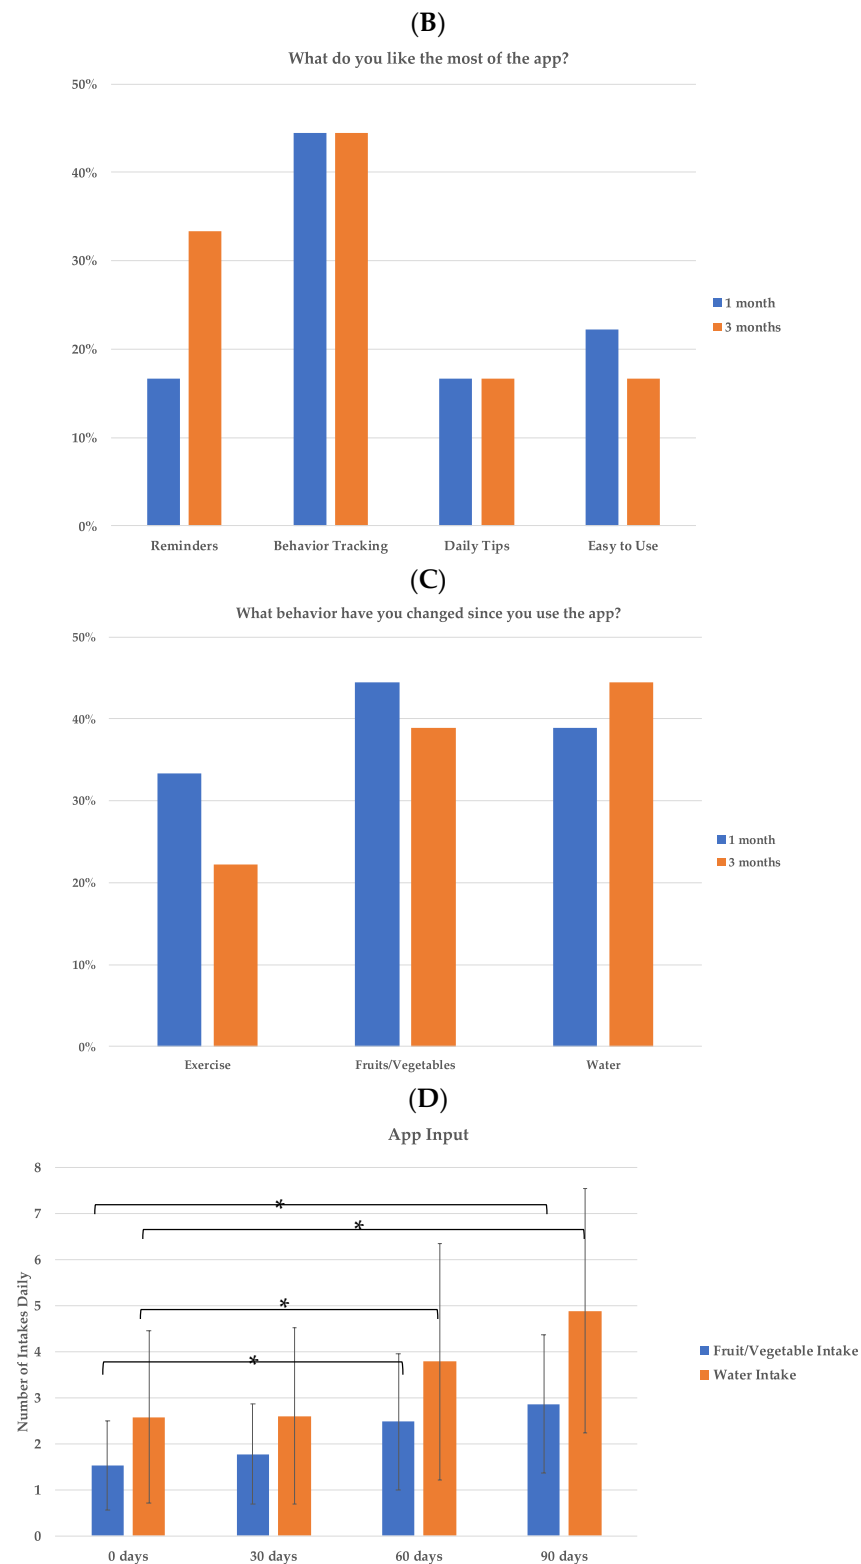 (B)
What do you like the most of the app?
50%
40%
30%
20%
10%
0%
Reminders Behavior Tracking Daily Tips Easy to Use
1 month
3 months
(C)
What behavior have you changed since you use the app?
50%
40%
30%
20%
10%
0%
Exercise Fruits/Vegetables Water
1 month
3 months
(D)
App Input
Number of Intakes Daily
8
7
6
5
4
3
2
1
0
*
*
*
*
0 days 30 days 60 days 90 days
Fruit/Vegetable Intake
Water Intake